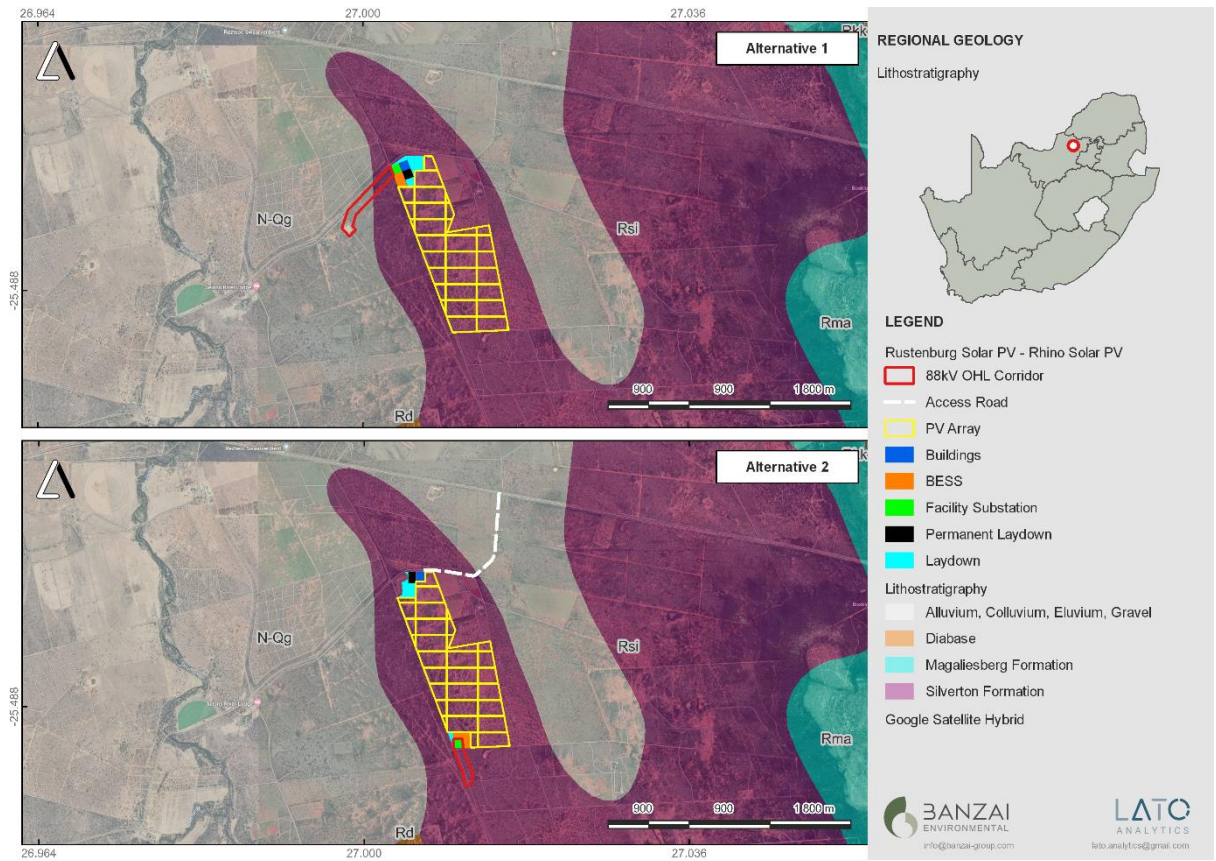 26.964
27.000
27.036
Alternative 1
N-Qg
Rsi
Rma
Rd
-25.488
900 900 1 800 m
Alternative 2
N-Qg
Rsi
Rma
Rd
-25.488
900 900 1 800 m
26.964
27.000
27.036
REGIONAL GEOLOGY
Lithostratigraphy
LEGEND
Rustenburg Solar PV - Rhino Solar PV
88kV OHL Corridor
Access Road
PV Array
Buildings
BESS
Facility Substation
Permanent Laydown
Laydown
Lithostratigraphy
Alluvium, Colluvium, Eluvium, Gravel
Diabase
Magaliesberg Formation
Silverton Formation
Google Satellite Hybrid
BANZAI
ENVIRONMENTAL
info@banzai-group.com
LATO
ANALYTICS
lato.analytics@gmail.com